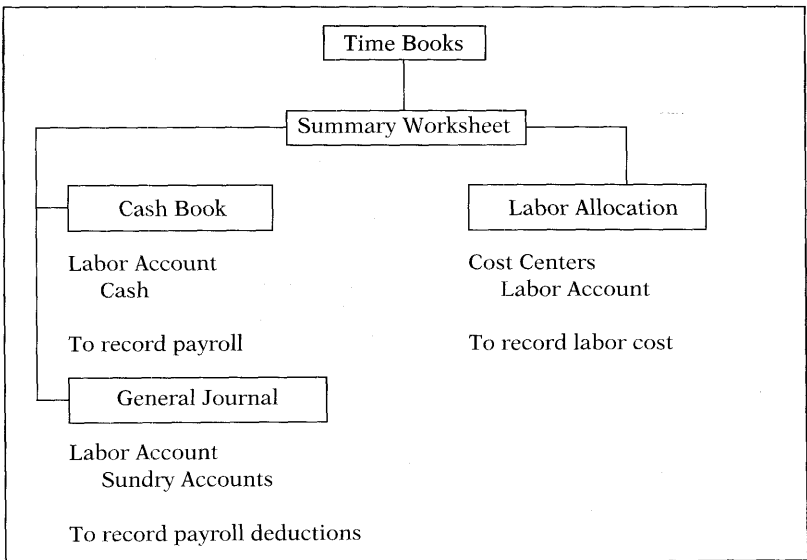 Time Books
Summary Worksheet
Cash Book
Labor Account
Cash
To record payroll
General Journal
Labor Account
Sundry Accounts
To record payroll deductions
Labor Allocation
Cost Centers
Labor Account
To record labor cost